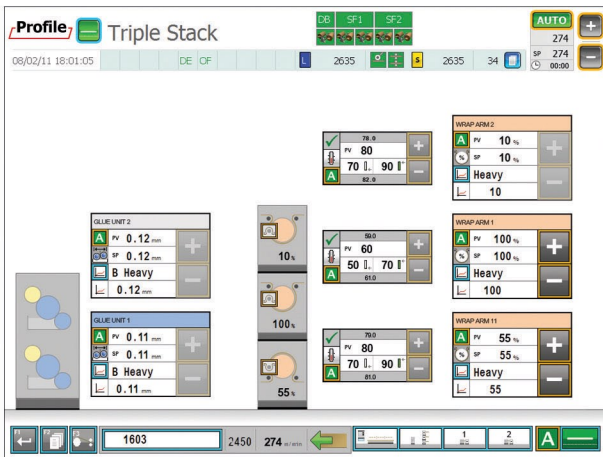 Profile
Triple Stack
DB SF1 SF2
AUTO
274
SP 274
00:00
08/02/11 18:01:05
DE OF
L 2635
S 2635 34
WRAP ARM 2
A PV 10 %
% SP 10 %
Heavy
10
78.0
PV 80
70 90
A 82.0
GLUE UNIT 2
A PV 0.12 mm
SP 0.12 mm
B Heavy
0.12 mm
10 %
59.0
PV 60
50 70
A 61.0
WRAP ARM 1
A PV 100 %
% SP 100 %
Heavy
100
GLUE UNIT 1
A PV 0.11 mm
SP 0.11 mm
B Heavy
0.11 mm
100 %
55 %
79.0
PV 80
70 90
A 81.0
WRAP ARM 11
A PV 55 %
% SP 55 %
Heavy
55
F1 F2 F3
1603
2450 274 m/min
1 2
A